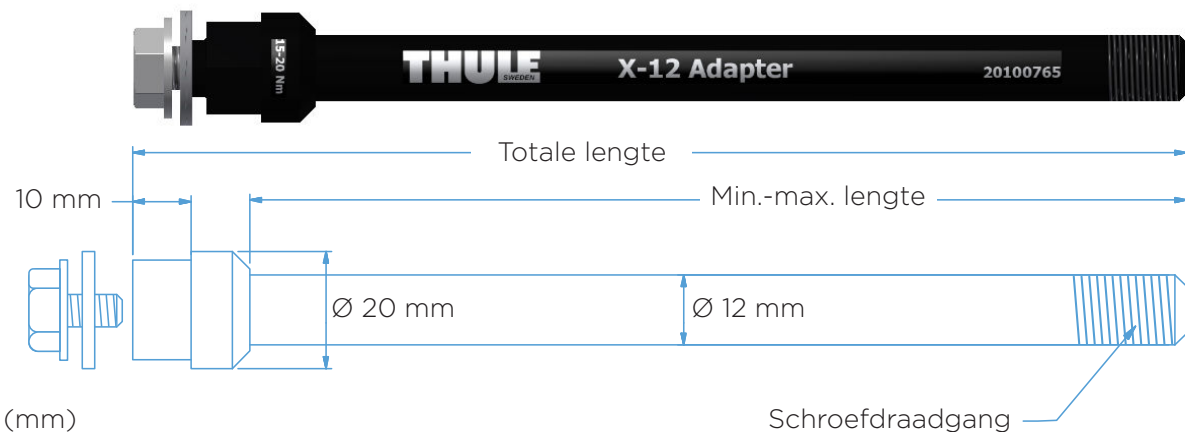 15-20 Nm
THULE
SWEDEN
X-12 Adapter
20100765
Totale lengte
10 mm
Min.-max. lengte
Ø 20 mm
Ø 12 mm
(mm)
Schroefdraadgang